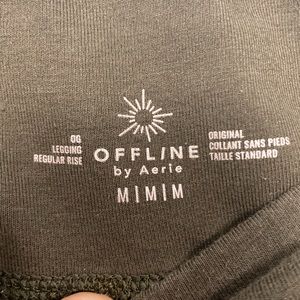 OG
LEGGING
REGULAR RISE
OFFLINE
by Aerie
M|M|M
ORIGINAL
COLLANT SANS PIEDS
TAILLE STANDARD